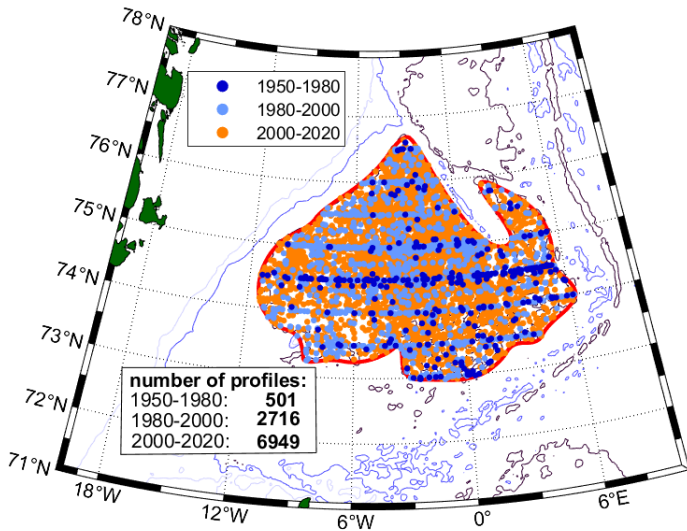 78°N
77°N
76°N
75°N
74°N
73°N
72°N
71°N
1950-1980
1980-2000
2000-2020
number of profiles:
1950-1980: 501
1980-2000: 2716
2000-2020: 6949
18°W
12°W
6°W
0°
6°E